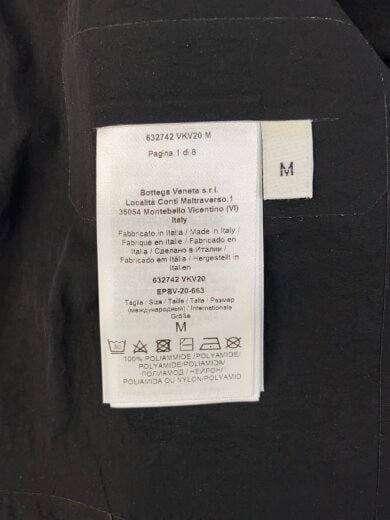 632742 VKV20 M
Pagina 1 di 8
M
Bottega Veneta s.r.l.
Località Conti Maltraverso,1
36054 Montebello Vicentino (VI)
Italy
Fabbricato in Italia / Made in Italy /
Fabriqué en Italie / Fabricado en
Italia / Сделано в Италии /
Fabricado em Itália / Hergestellt in
Italien
632742 VKV20
EPBV-20-663
Taglia / Size / Taille / Talla / Размер
(международный) / Internationale
Größe
M
30
100% POLIAMMIDE /POLYAMIDE/
POLYAMIDE/POLIAMIDA/
ПОЛИАМОД / НЕЙЛОН/
POLIAMIDA OU NYLON/POLYAMID